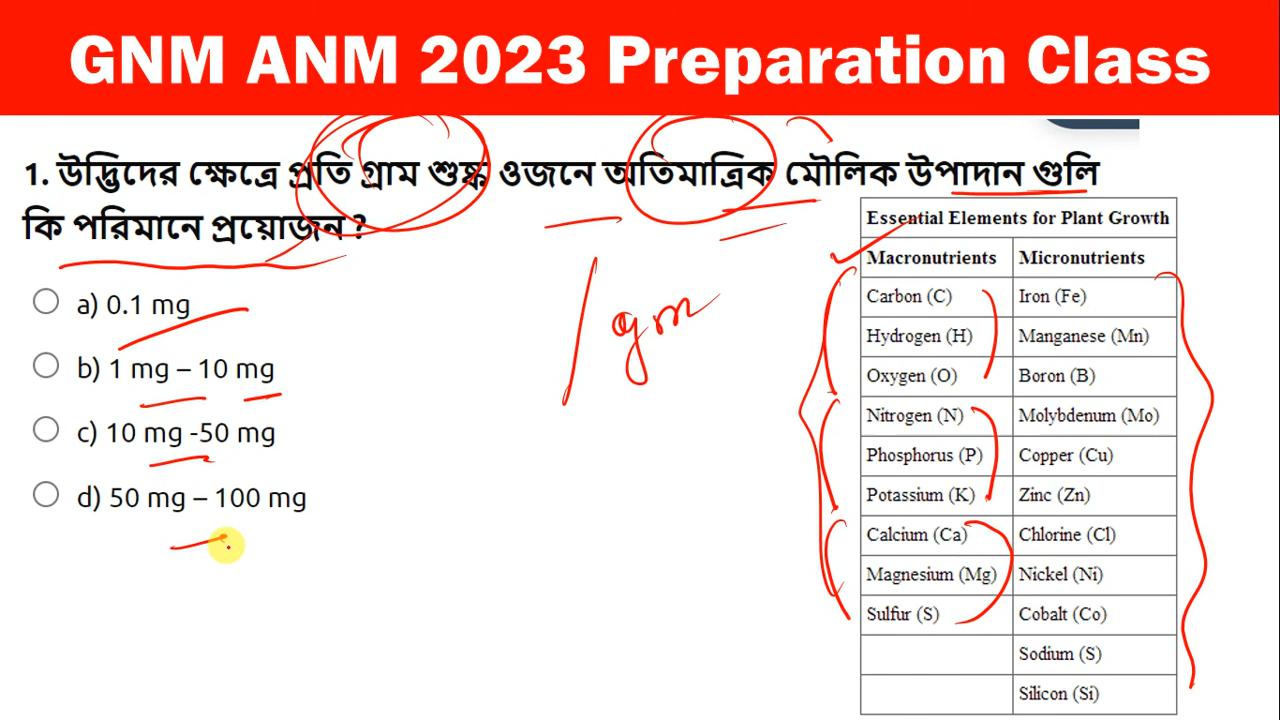 GNM ANM 2023 Preparation Class
1. উদ্ভিদের ক্ষেত্রে প্রতি গ্রাম শুষ্ক ওজনে অতিমাত্রিক মৌলিক উপাদান গুলি
কি পরিমানে প্রয়োজন ?
a) 0.1 mg
b) 1 mg – 10 mg
c) 10 mg -50 mg
d) 50 mg – 100 mg
1 gm
Essential Elements for Plant Growth
Macronutrients Micronutrients
Carbon (C) Iron (Fe)
Hydrogen (H) Manganese (Mn)
Oxygen (O) Boron (B)
Nitrogen (N) Molybdenum (Mo)
Phosphorus (P) Copper (Cu)
Potassium (K) Zinc (Zn)
Calcium (Ca) Chlorine (Cl)
Magnesium (Mg) Nickel (Ni)
Sulfur (S) Cobalt (Co)
Sodium (S)
Silicon (Si)